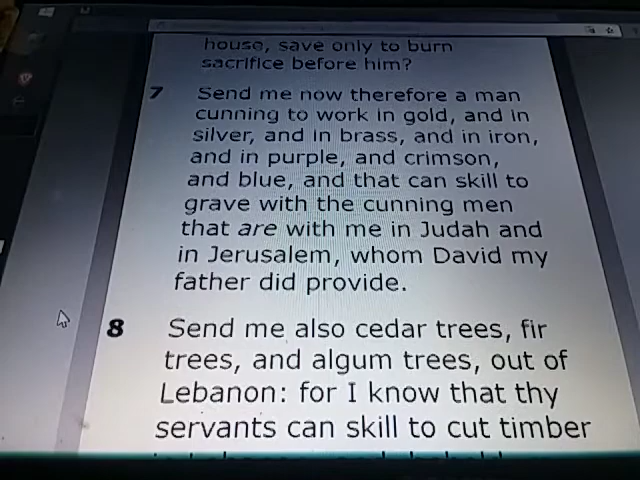 house, save only to burn
sacrifice before him?
7 Send me now therefore a man
cunning to work in gold, and in
silver, and in brass, and in iron,
and in purple, and crimson,
and blue, and that can skill to
grave with the cunning men
that are with me in Judah and
in Jerusalem, whom David my
father did provide.
8 Send me also cedar trees, fir
trees, and algum trees, out of
Lebanon: for I know that thy
servants can skill to cut timber